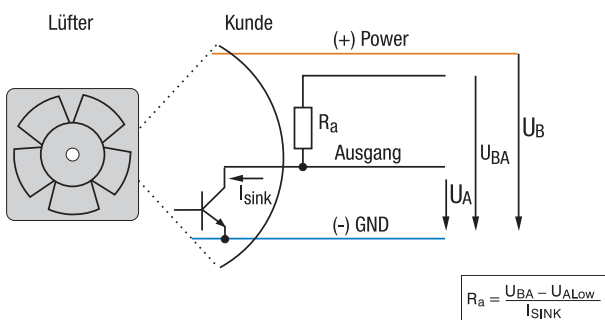 Lüfter
Kunde
(+) Power
Ra
UBA
UB
Ausgang
Isink
UA
(-) GND
Ra = UBA – UALow / ISINK